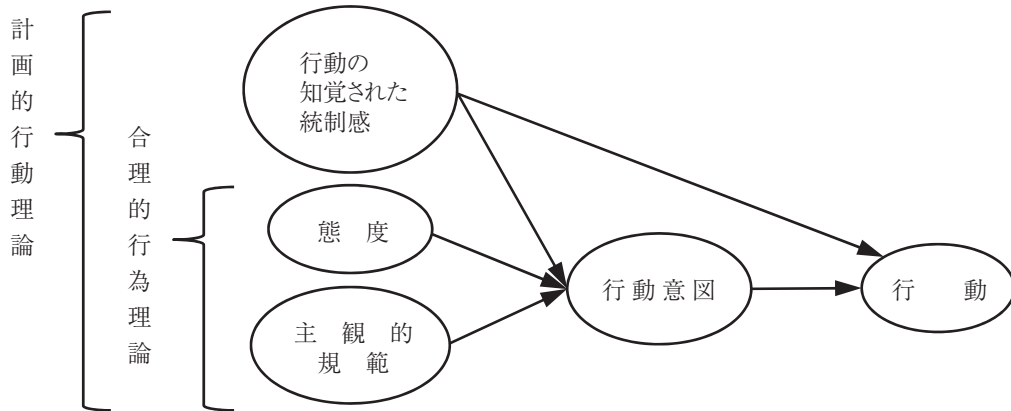 計画的行動理論
合理的行為理論
行動の
知覚された
統制感
態 度
主 観 的
規 範
行 動 意 図
行 動